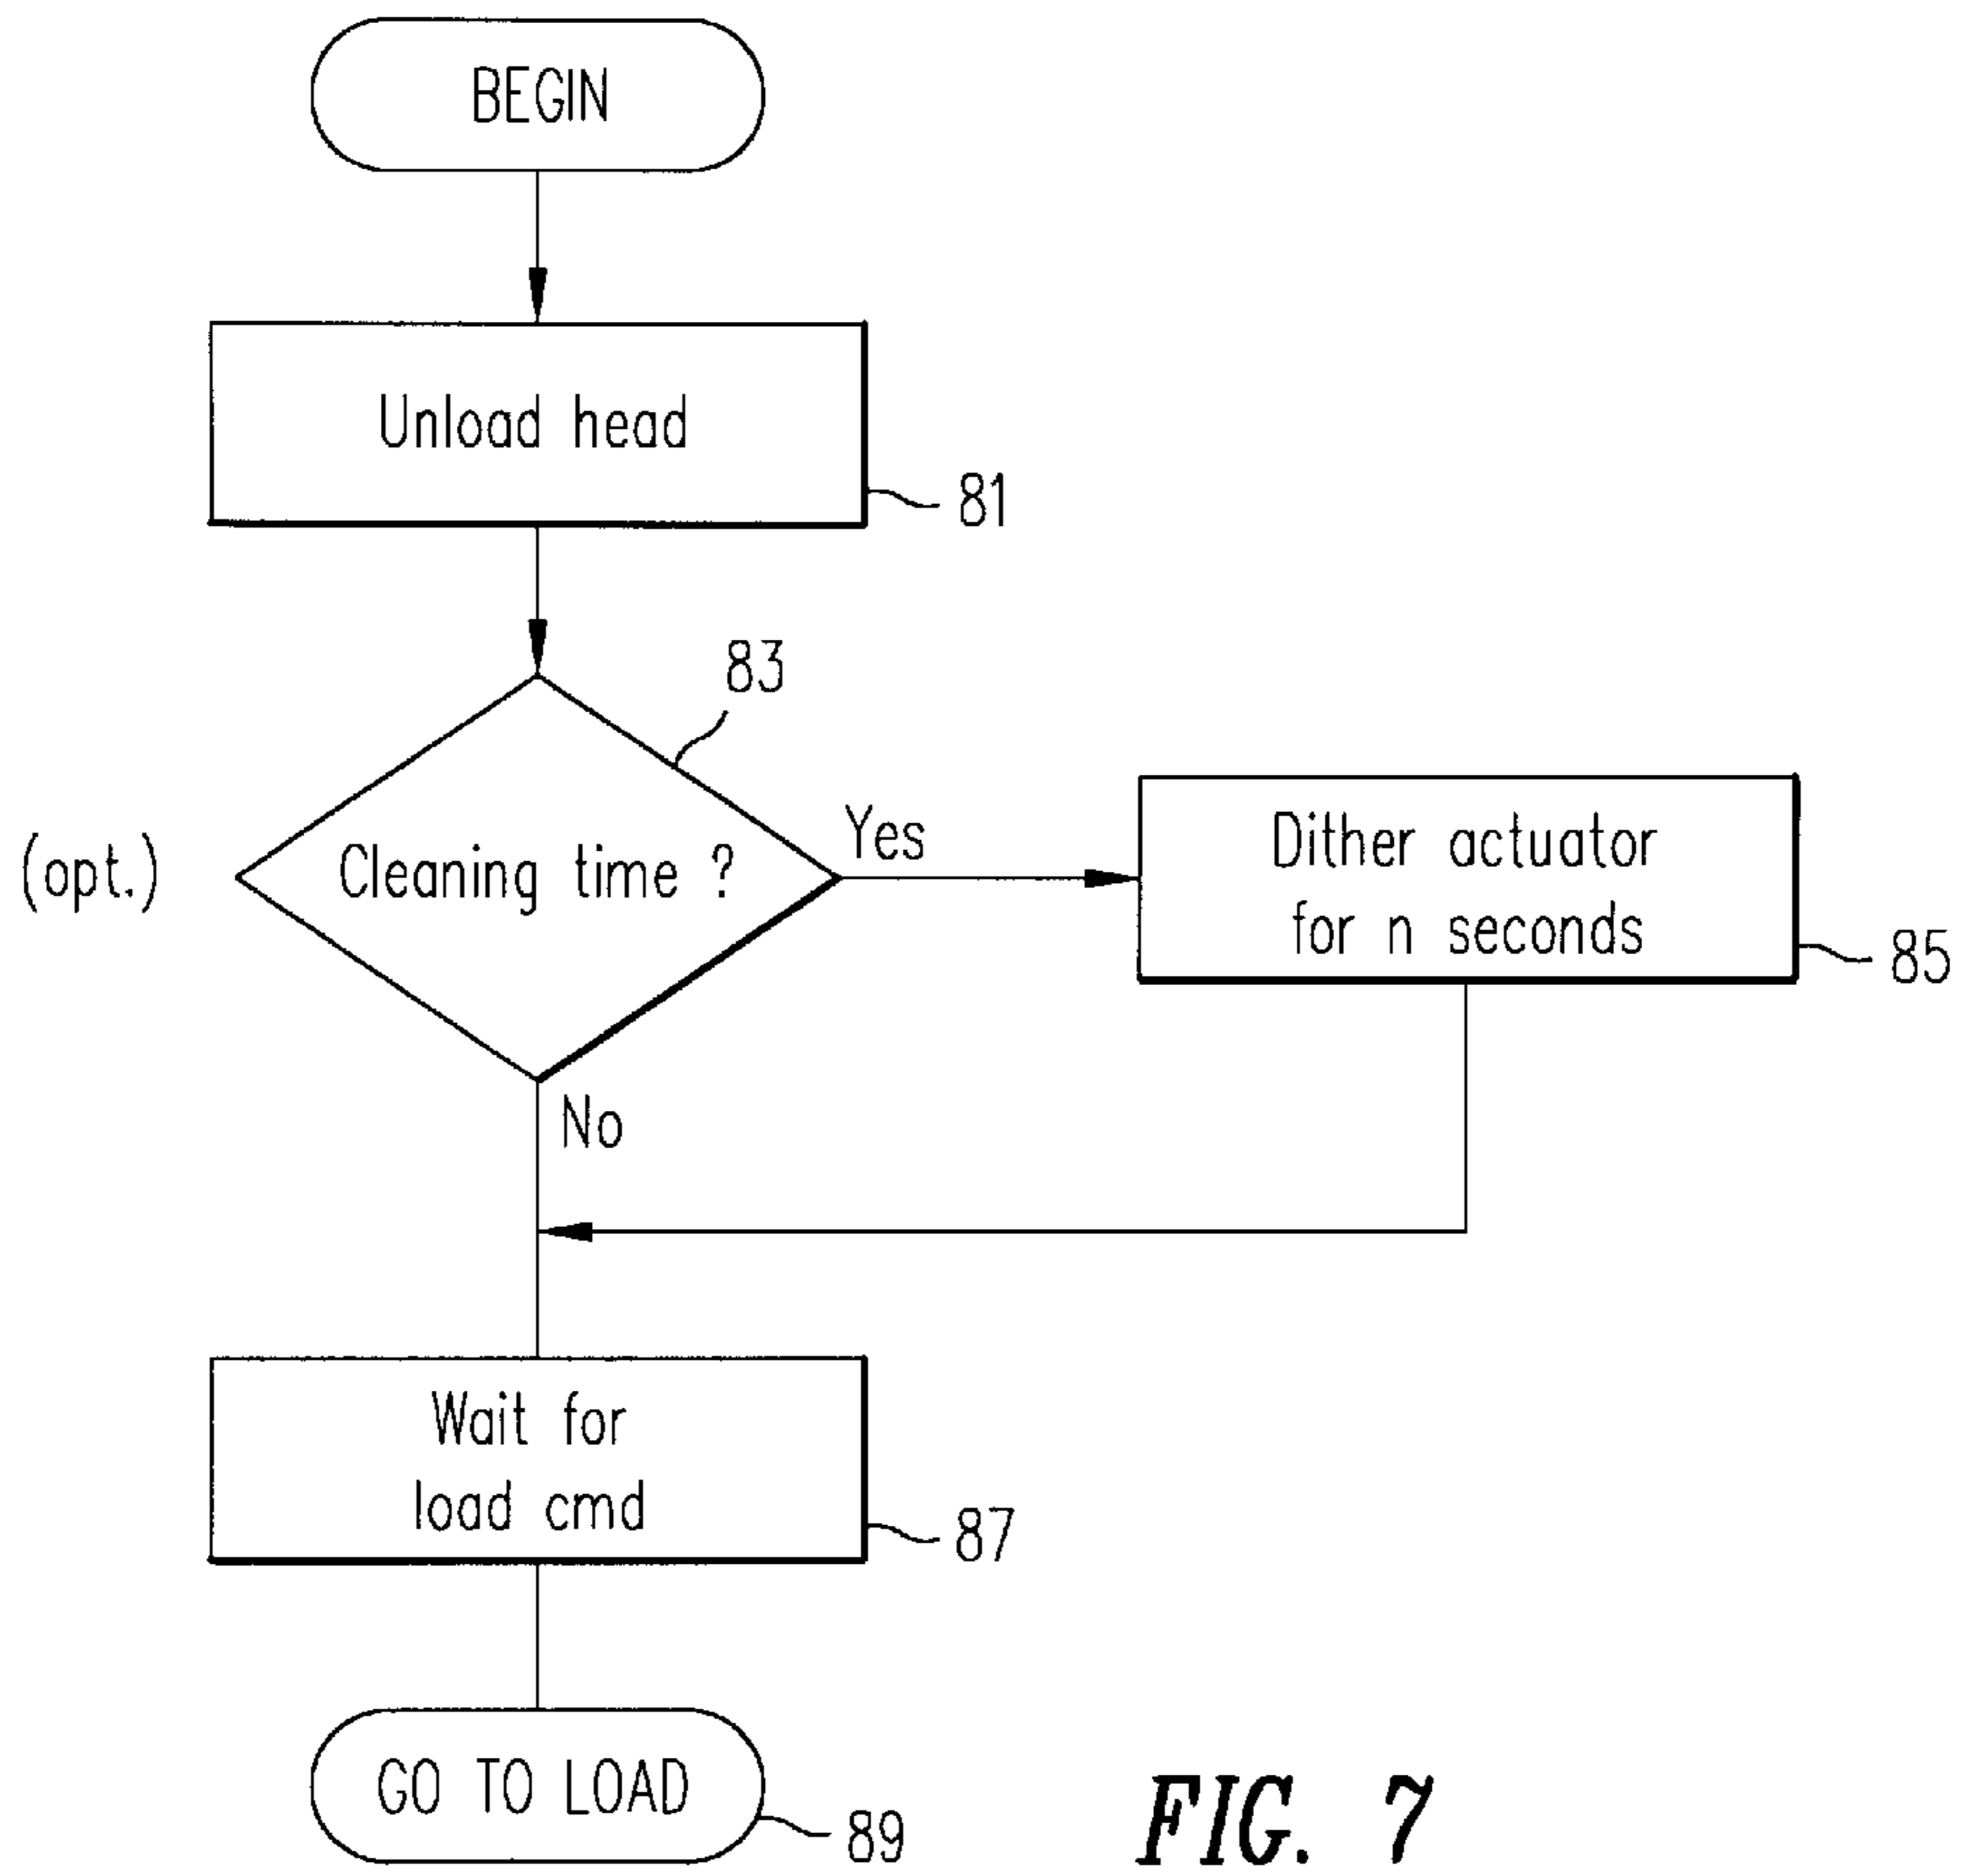 BEGIN
Unload head
81
83
(opt.)
Cleaning time ?
Yes
Dither actuator
for n seconds
85
No
Wait for
load cmd
87
GO TO LOAD
89
FIG. 7